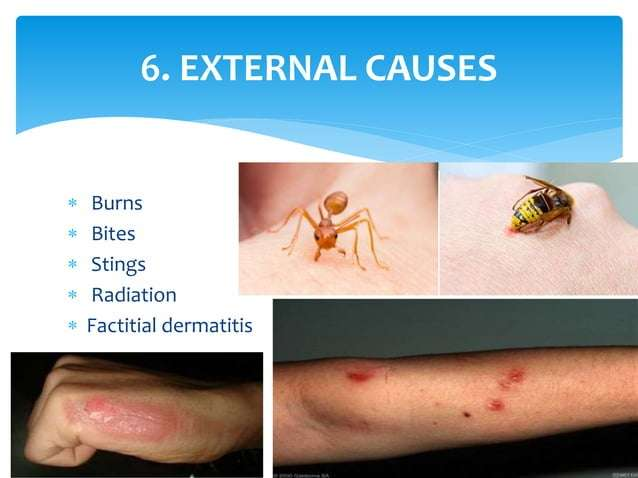 6. EXTERNAL CAUSES
Burns
Bites
Stings
Radiation
Factitial dermatitis